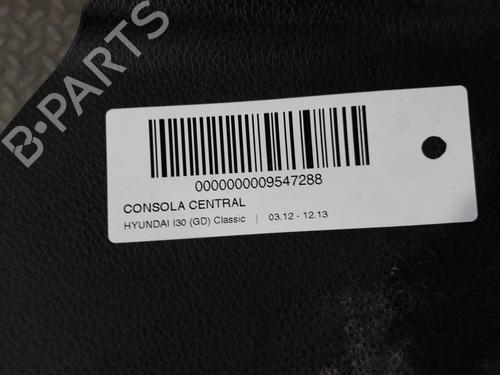 B-PARTS
0000000009547288
CONSOLA CENTRAL
HYUNDAI I30 (GD) Classic | 03.12 - 12.13